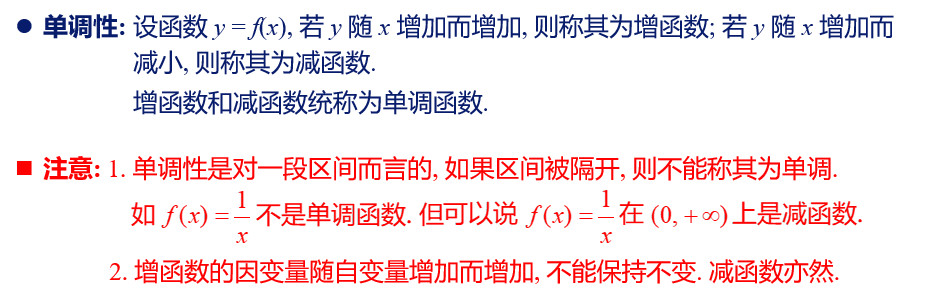 ● 单调性: 设函数 y = f(x), 若 y 随 x 增加而增加, 则称其为增函数; 若 y 随 x 增加而
减小, 则称其为减函数.
增函数和减函数统称为单调函数.
■ 注意: 1. 单调性是对一段区间而言的, 如果区间被隔开, 则不能称其为单调.
如 f (x) = 1/x 不是单调函数. 但可以说 f (x) = 1/x 在 (0, +∞) 上是减函数.
2. 增函数的因变量随自变量增加而增加, 不能保持不变. 减函数亦然.